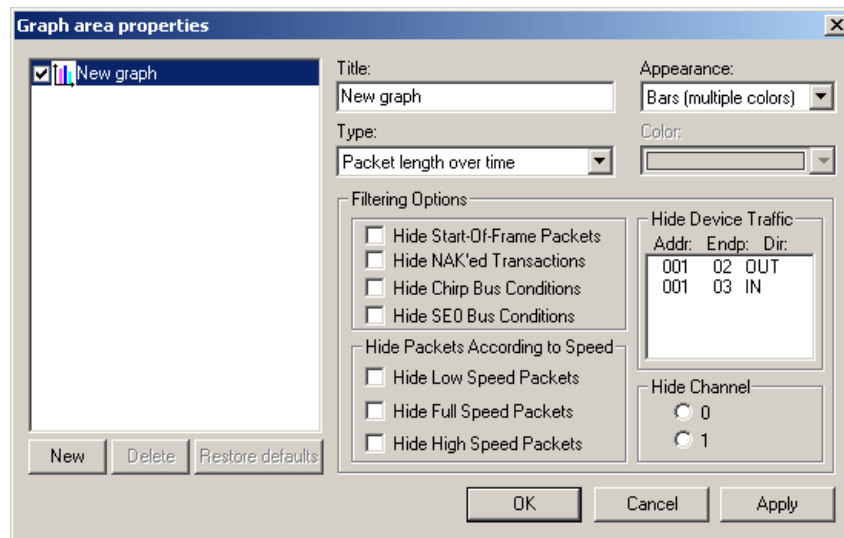 Graph area properties
New graph
Title:
New graph
Appearance:
Bars (multiple colors)
Type:
Packet length over time
Color:
Filtering Options
Hide Start-Of-Frame Packets
Hide NAK'ed Transactions
Hide Chirp Bus Conditions
Hide SE0 Bus Conditions
Hide Packets According to Speed
Hide Low Speed Packets
Hide Full Speed Packets
Hide High Speed Packets
Hide Device Traffic
Addr: Endp: Dir:
001 02 OUT
001 03 IN
Hide Channel
0
1
New
Delete
Restore defaults
OK
Cancel
Apply